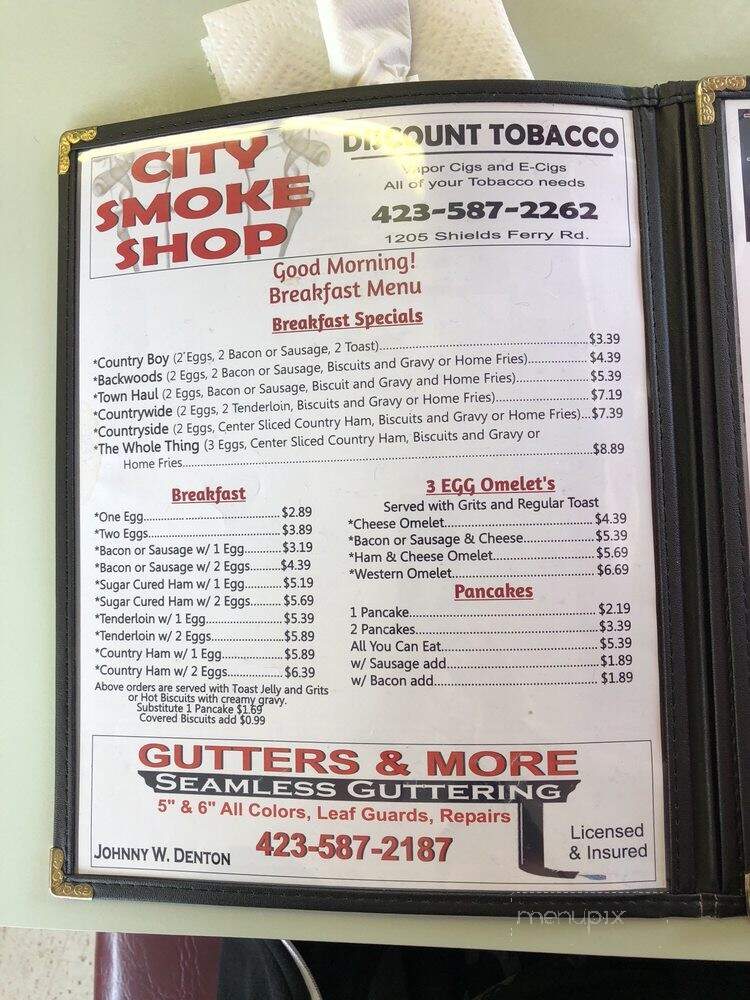 CITY
SMOKE
SHOP
DISCOUNT TOBACCO
Vapor Cigs and E-Cigs
All of your Tobacco needs
423-587-2262
1205 Shields Ferry Rd.
Good Morning!
Breakfast Menu
Breakfast Specials
*Country Boy (2 Eggs, 2 Bacon or Sausage, 2 Toast)..........$3.39
*Backwoods (2 Eggs, 2 Bacon or Sausage, Biscuits and Gravy or Home Fries)..........$4.39
*Town Haul (2 Eggs, Bacon or Sausage, Biscuit and Gravy and Home Fries)..........$5.39
*Countrywide (2 Eggs, 2 Tenderloin, Biscuits and Gravy or Home Fries)..........$7.19
*Countryside (2 Eggs, Center Sliced Country Ham, Biscuits and Gravy or Home Fries)...$7.39
*The Whole Thing (3 Eggs, Center Sliced Country Ham, Biscuits and Gravy or
Home Fries..........$8.89
Breakfast
*One Egg..........$2.89
*Two Eggs..........$3.89
*Bacon or Sausage w/ 1 Egg..........$3.19
*Bacon or Sausage w/ 2 Eggs..........$4.39
*Sugar Cured Ham w/ 1 Egg..........$5.19
*Sugar Cured Ham w/ 2 Eggs..........$5.69
*Tenderloin w/ 1 Egg..........$5.39
*Tenderloin w/ 2 Eggs..........$5.89
*Country Ham w/ 1 Egg..........$5.89
*Country Ham w/ 2 Eggs..........$6.39
Above orders are served with Toast Jelly and Grits
or Hot Biscuits with creamy gravy.
Substitute 1 Pancake $1.69
Covered Biscuits add $0.99
3 EGG Omelet's
Served with Grits and Regular Toast
*Cheese Omelet..........$4.39
*Bacon or Sausage & Cheese..........$5.39
*Ham & Cheese Omelet..........$5.69
*Western Omelet..........$6.69
Pancakes
1 Pancake..........$2.19
2 Pancakes..........$3.39
All You Can Eat..........$5.39
w/ Sausage add..........$1.89
w/ Bacon add..........$1.89
GUTTERS & MORE
SEAMLESS GUTTERING
5" & 6" All Colors, Leaf Guards, Repairs
JOHNNY W. DENTON
423-587-2187
Licensed
& Insured
menupix